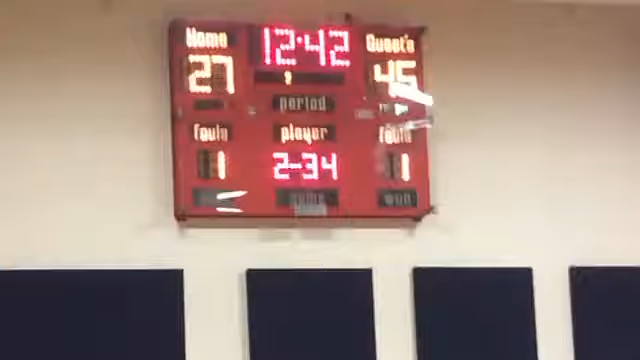 Home 12:42 Guests
27 45
period
fouls player fouls
1 2-34 1